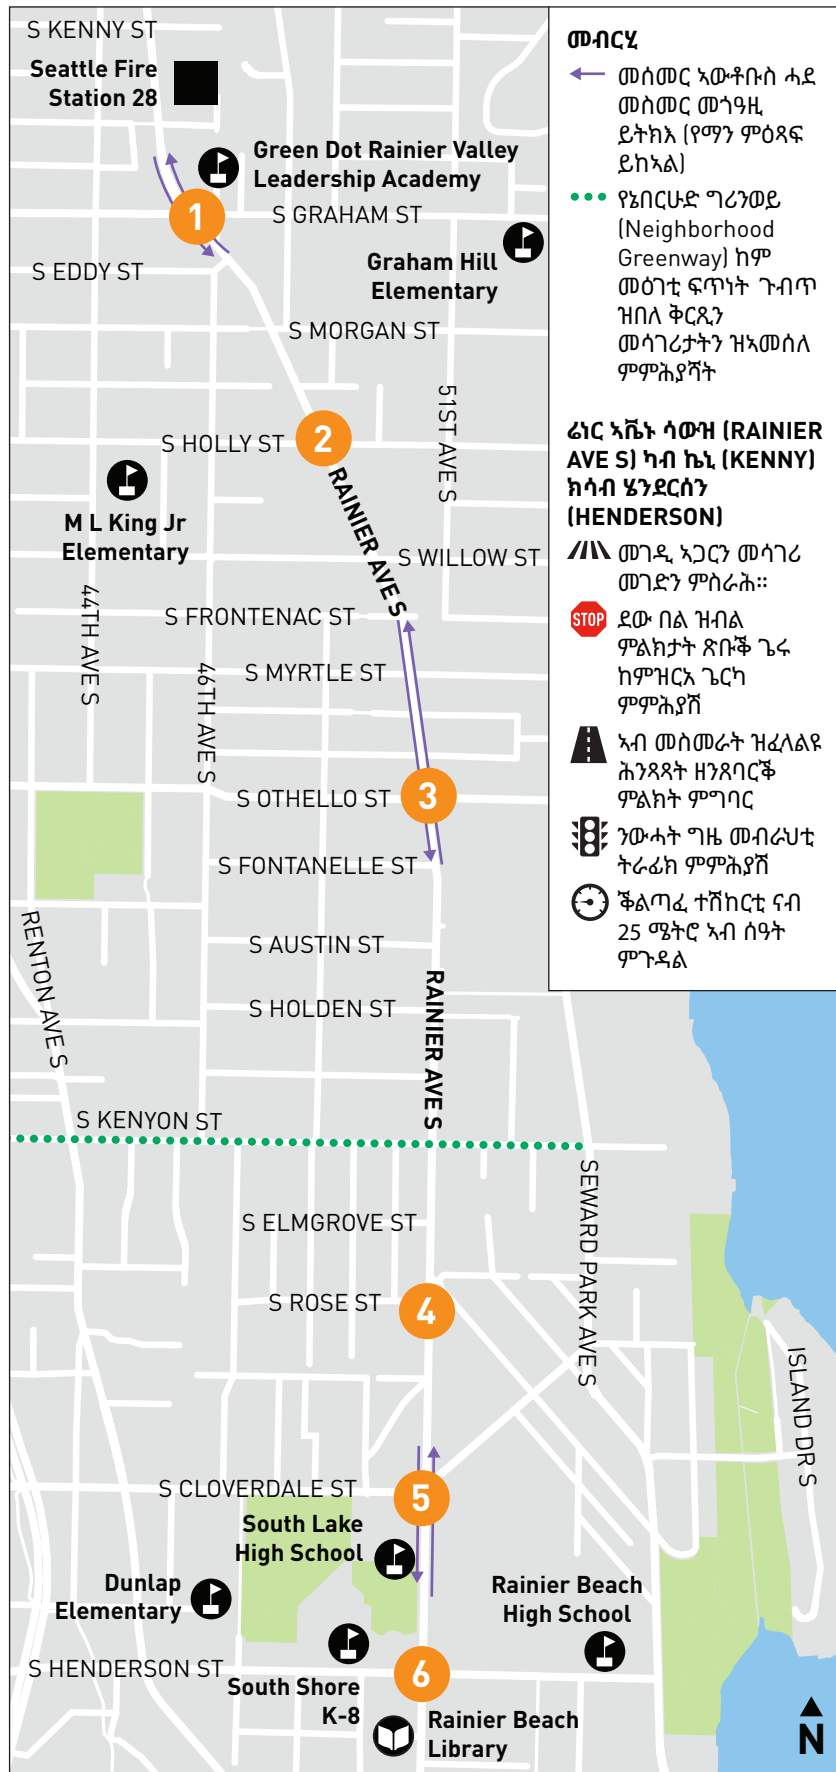 S KENNY ST
Seattle Fire
Station 28
Green Dot Rainier Valley
Leadership Academy
1
S GRAHAM ST
S EDDY ST
Graham Hill
Elementary
S MORGAN ST
51ST AVE S
S HOLLY ST
2
RAINIER AVE S
M L King Jr
Elementary
S WILLOW ST
44TH AVE S
S FRONTENAC ST
46TH AVE S
S MYRTLE ST
S OTHELLO ST
3
S FONTANELLE ST
RENTON AVE S
S AUSTIN ST
RAINIER AVE S
S HOLDEN ST
S KENYON ST
SEWARD PARK AVE S
S ELMGROVE ST
S ROSE ST
4
ISLAND DR S
S CLOVERDALE ST
5
South Lake
High School
Dunlap
Elementary
Rainier Beach
High School
S HENDERSON ST
6
South Shore
K-8
Rainier Beach
Library
N
መብርሂ
መሰመር ኣውቶቡስ ሓደ
መስመር መጎዓዚ
ይትክእ (የማን ምዕጻፍ
ይከኣል)
የኔበርሁድ ግሪንወይ
(Neighborhood
Greenway) ከም
መዕገቲ ፍጥነት ጉብጥ
ዝበለ ቅርጺን
መሳገሪታትን ዝኣመሰለ
ምምሕያሻት
ሬነር ኣቬኑ ሳውዝ (RAINIER
AVE S) ካብ ኬኒ (KENNY)
ክሳብ ሄንደርሰን
(HENDERSON)
መገዲ ኣጋርን መሳገሪ
መገድን ምስራሕ።
STOP
ደው በል ዝብል
ምልክታት ጽቡቕ ጌሩ
ከምዝርአ ጌርካ
ምምሕያሽ
ኣብ መስመራት ዝፈላልዩ
ሕንጻጻት ዘንጸባርቕ
ምልክት ምግባር
ንውሓት ግዜ መብራህቲ
ትራፊክ ምምሕያሽ
ቕልጣፈ ተሽከርቲ ናብ
25 ሜትሮ ኣብ ሰዓት
ምጉዳል